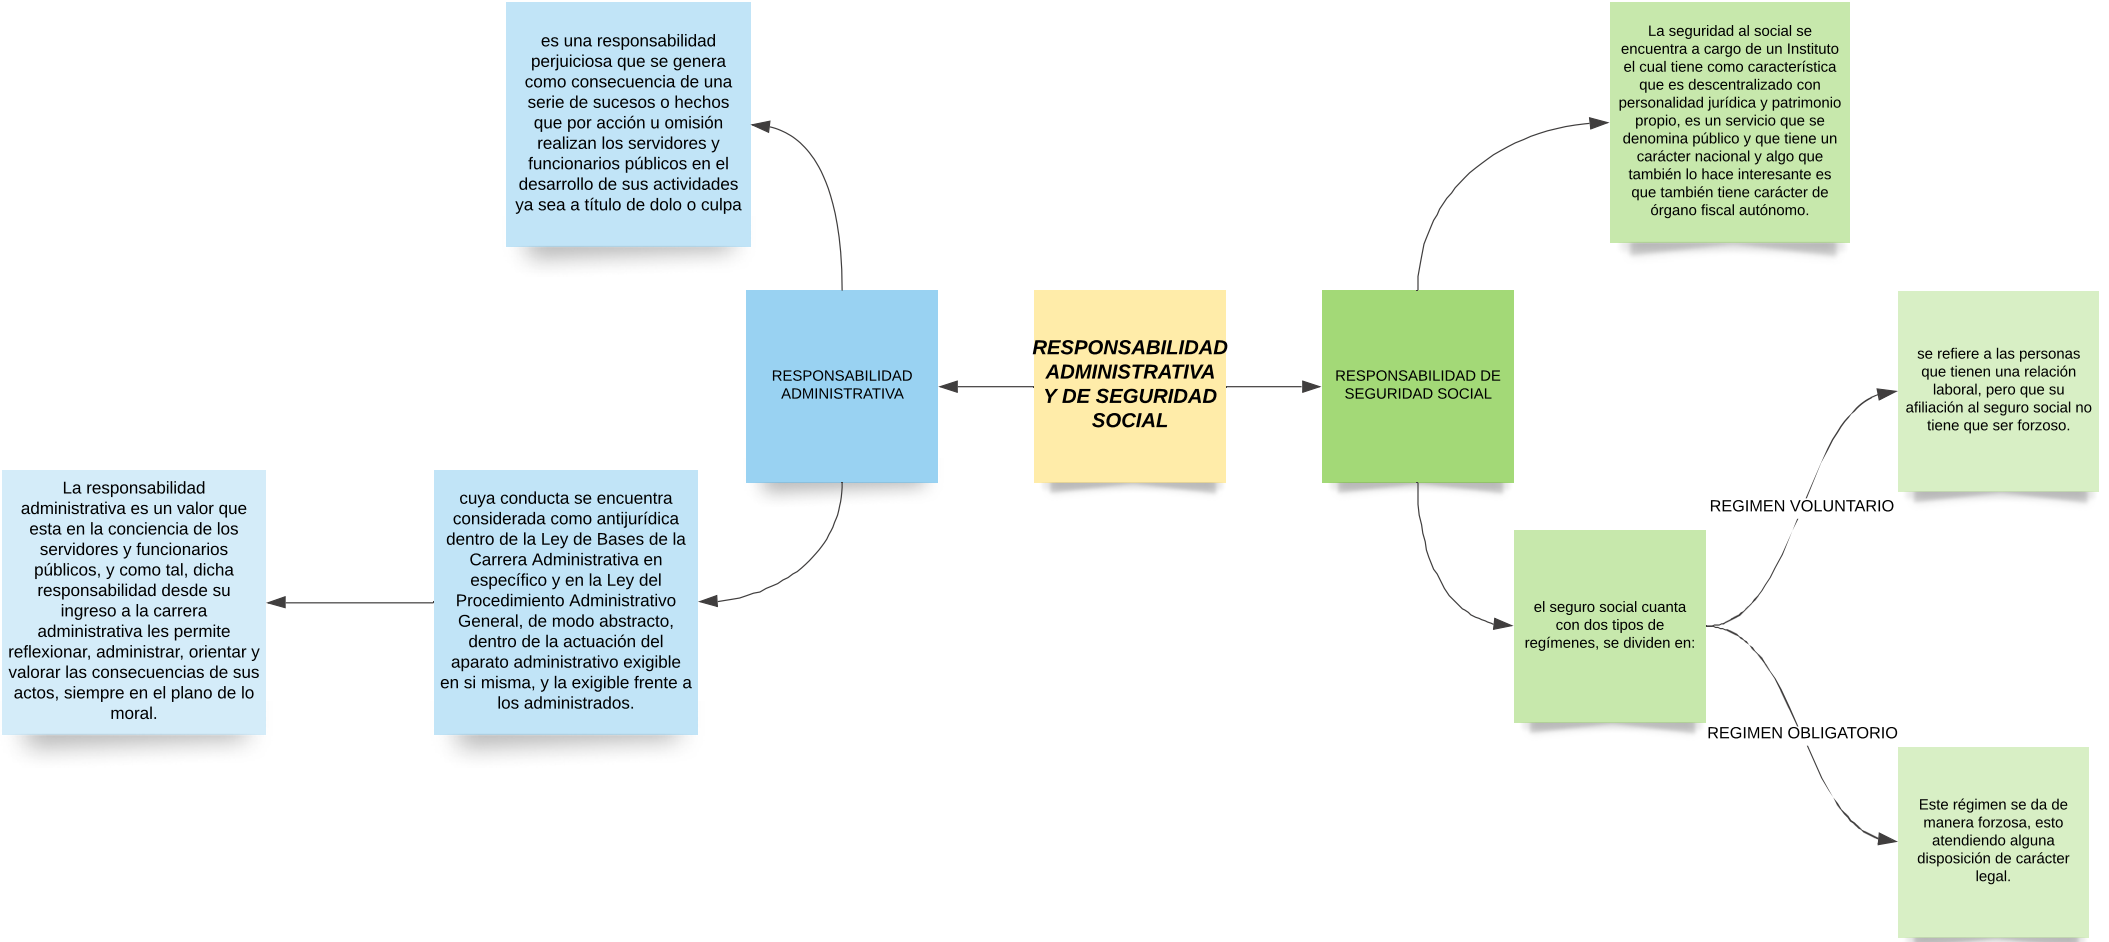 es una responsabilidad
perjuiciosa que se genera
como consecuencia de una
serie de sucesos o hechos
que por acción u omisión
realizan los servidores y
funcionarios públicos en el
desarrollo de sus actividades
ya sea a título de dolo o culpa
La seguridad al social se
encuentra a cargo de un Instituto
el cual tiene como característica
que es descentralizado con
personalidad jurídica y patrimonio
propio, es un servicio que se
denomina público y que tiene un
carácter nacional y algo que
también lo hace interesante es
que también tiene carácter de
órgano fiscal autónomo.
RESPONSABILIDAD
ADMINISTRATIVA
RESPONSABILIDAD
ADMINISTRATIVA
Y DE SEGURIDAD
SOCIAL
RESPONSABILIDAD DE
SEGURIDAD SOCIAL
se refiere a las personas
que tienen una relación
laboral, pero que su
afiliación al seguro social no
tiene que ser forzoso.
La responsabilidad
administrativa es un valor que
esta en la conciencia de los
servidores y funcionarios
públicos, y como tal, dicha
responsabilidad desde su
ingreso a la carrera
administrativa les permite
reflexionar, administrar, orientar y
valorar las consecuencias de sus
actos, siempre en el plano de lo
moral.
cuya conducta se encuentra
considerada como antijurídica
dentro de la Ley de Bases de la
Carrera Administrativa en
específico y en la Ley del
Procedimiento Administrativo
General, de modo abstracto,
dentro de la actuación del
aparato administrativo exigible
en si misma, y la exigible frente a
los administrados.
REGIMEN VOLUNTARIO
el seguro social cuanta
con dos tipos de
regímenes, se dividen en:
REGIMEN OBLIGATORIO
Este régimen se da de
manera forzosa, esto
atendiendo alguna
disposición de carácter
legal.